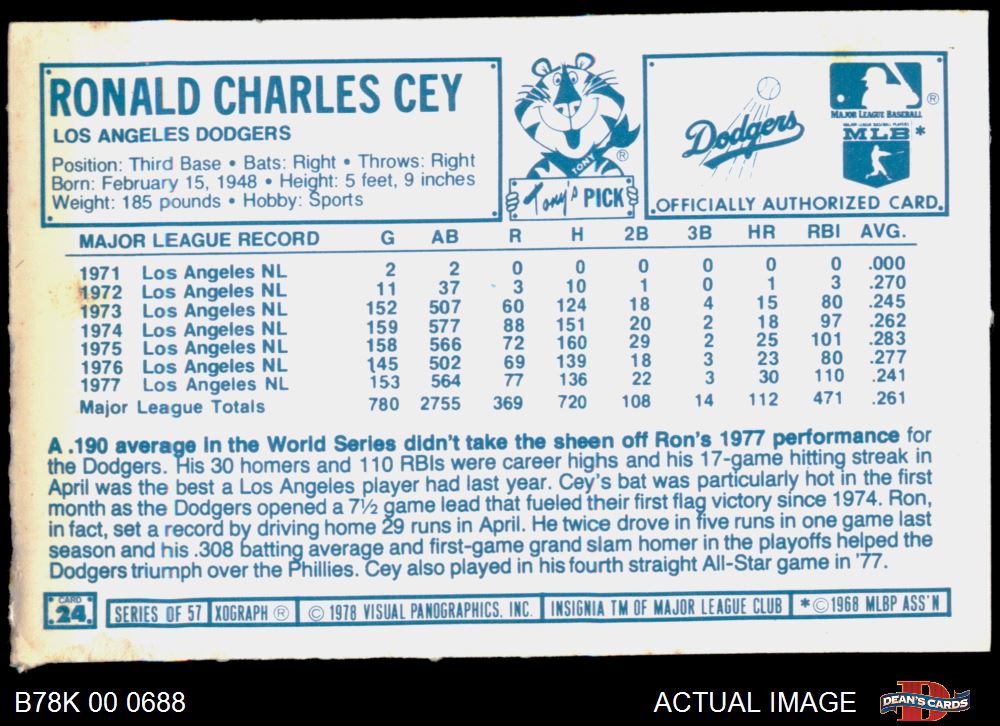 RONALD CHARLES CEY
LOS ANGELES DODGERS
Position: Third Base • Bats: Right • Throws: Right
Born: February 15, 1948 • Height: 5 feet, 9 inches
Weight: 185 pounds • Hobby: Sports
TONY
®
Tony's PICK
Dodgers
®
MAJOR LEAGUE BASEBALL
MLB*
OFFICIALLY AUTHORIZED CARD.
MAJOR LEAGUE RECORD G AB R H 2B 3B HR RBI AVG.
1971 Los Angeles NL 2 2 0 0 0 0 0 0 .000
1972 Los Angeles NL 11 37 3 10 1 0 1 3 .270
1973 Los Angeles NL 152 507 60 124 18 4 15 80 .245
1974 Los Angeles NL 159 577 88 151 20 2 18 97 .262
1975 Los Angeles NL 158 566 72 160 29 2 25 101 .283
1976 Los Angeles NL 145 502 69 139 18 3 23 80 .277
1977 Los Angeles NL 153 564 77 136 22 3 30 110 .241
Major League Totals 780 2755 369 720 108 14 112 471 .261
A .190 average in the World Series didn't take the sheen off Ron's 1977 performance for
the Dodgers. His 30 homers and 110 RBIs were career highs and his 17-game hitting streak in
April was the best a Los Angeles player had last year. Cey's bat was particularly hot in the first
month as the Dodgers opened a 7½ game lead that fueled their first flag victory since 1974. Ron,
in fact, set a record by driving home 29 runs in April. He twice drove in five runs in one game last
season and his .308 batting average and first-game grand slam homer in the playoffs helped the
Dodgers triumph over the Phillies. Cey also played in his fourth straight All-Star game in '77.
CARD
24
SERIES OF 57 XOGRAPH ® © 1978 VISUAL PANOGRAPHICS, INC. INSIGNIA TM OF MAJOR LEAGUE CLUB *©1968 MLBP ASS'N
B78K 00 0688 ACTUAL IMAGE DEAN'S CARDS